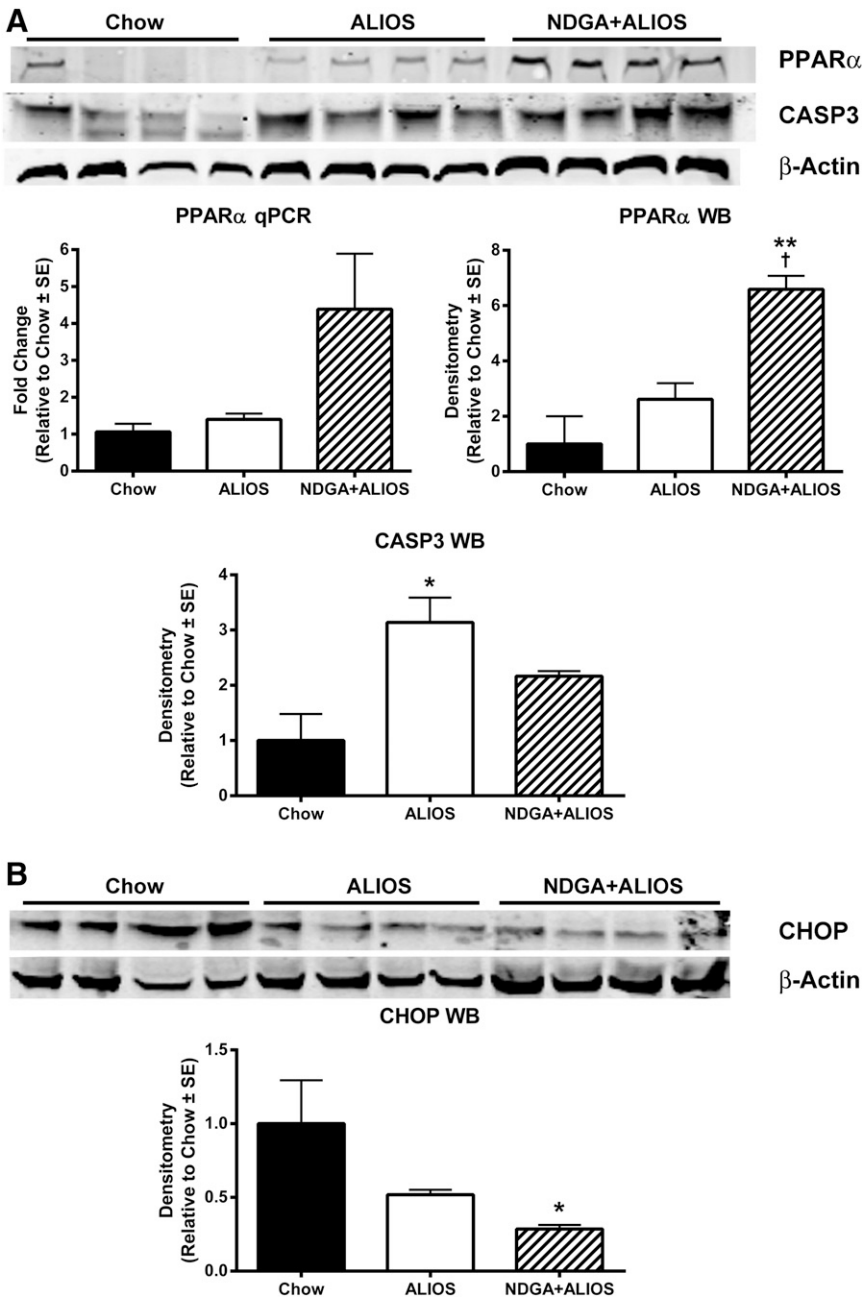 A
Chow ALIOS NDGA+ALIOS
PPARα
CASP3
β-Actin
PPARα qPCR
Fold Change
(Relative to Chow ± SE)
6
5
4
3
2
1
0
Chow ALIOS NDGA+ALIOS
PPARα WB
Densitometry
(Relative to Chow ± SE)
8
6
4
2
0
**
†
Chow ALIOS NDGA+ALIOS
CASP3 WB
Densitometry
(Relative to Chow ± SE)
4
3
2
1
0
*
Chow ALIOS NDGA+ALIOS
B
Chow ALIOS NDGA+ALIOS
CHOP
β-Actin
CHOP WB
Densitometry
(Relative to Chow ± SE)
1.5
1.0
0.5
0.0
*
Chow ALIOS NDGA+ALIOS